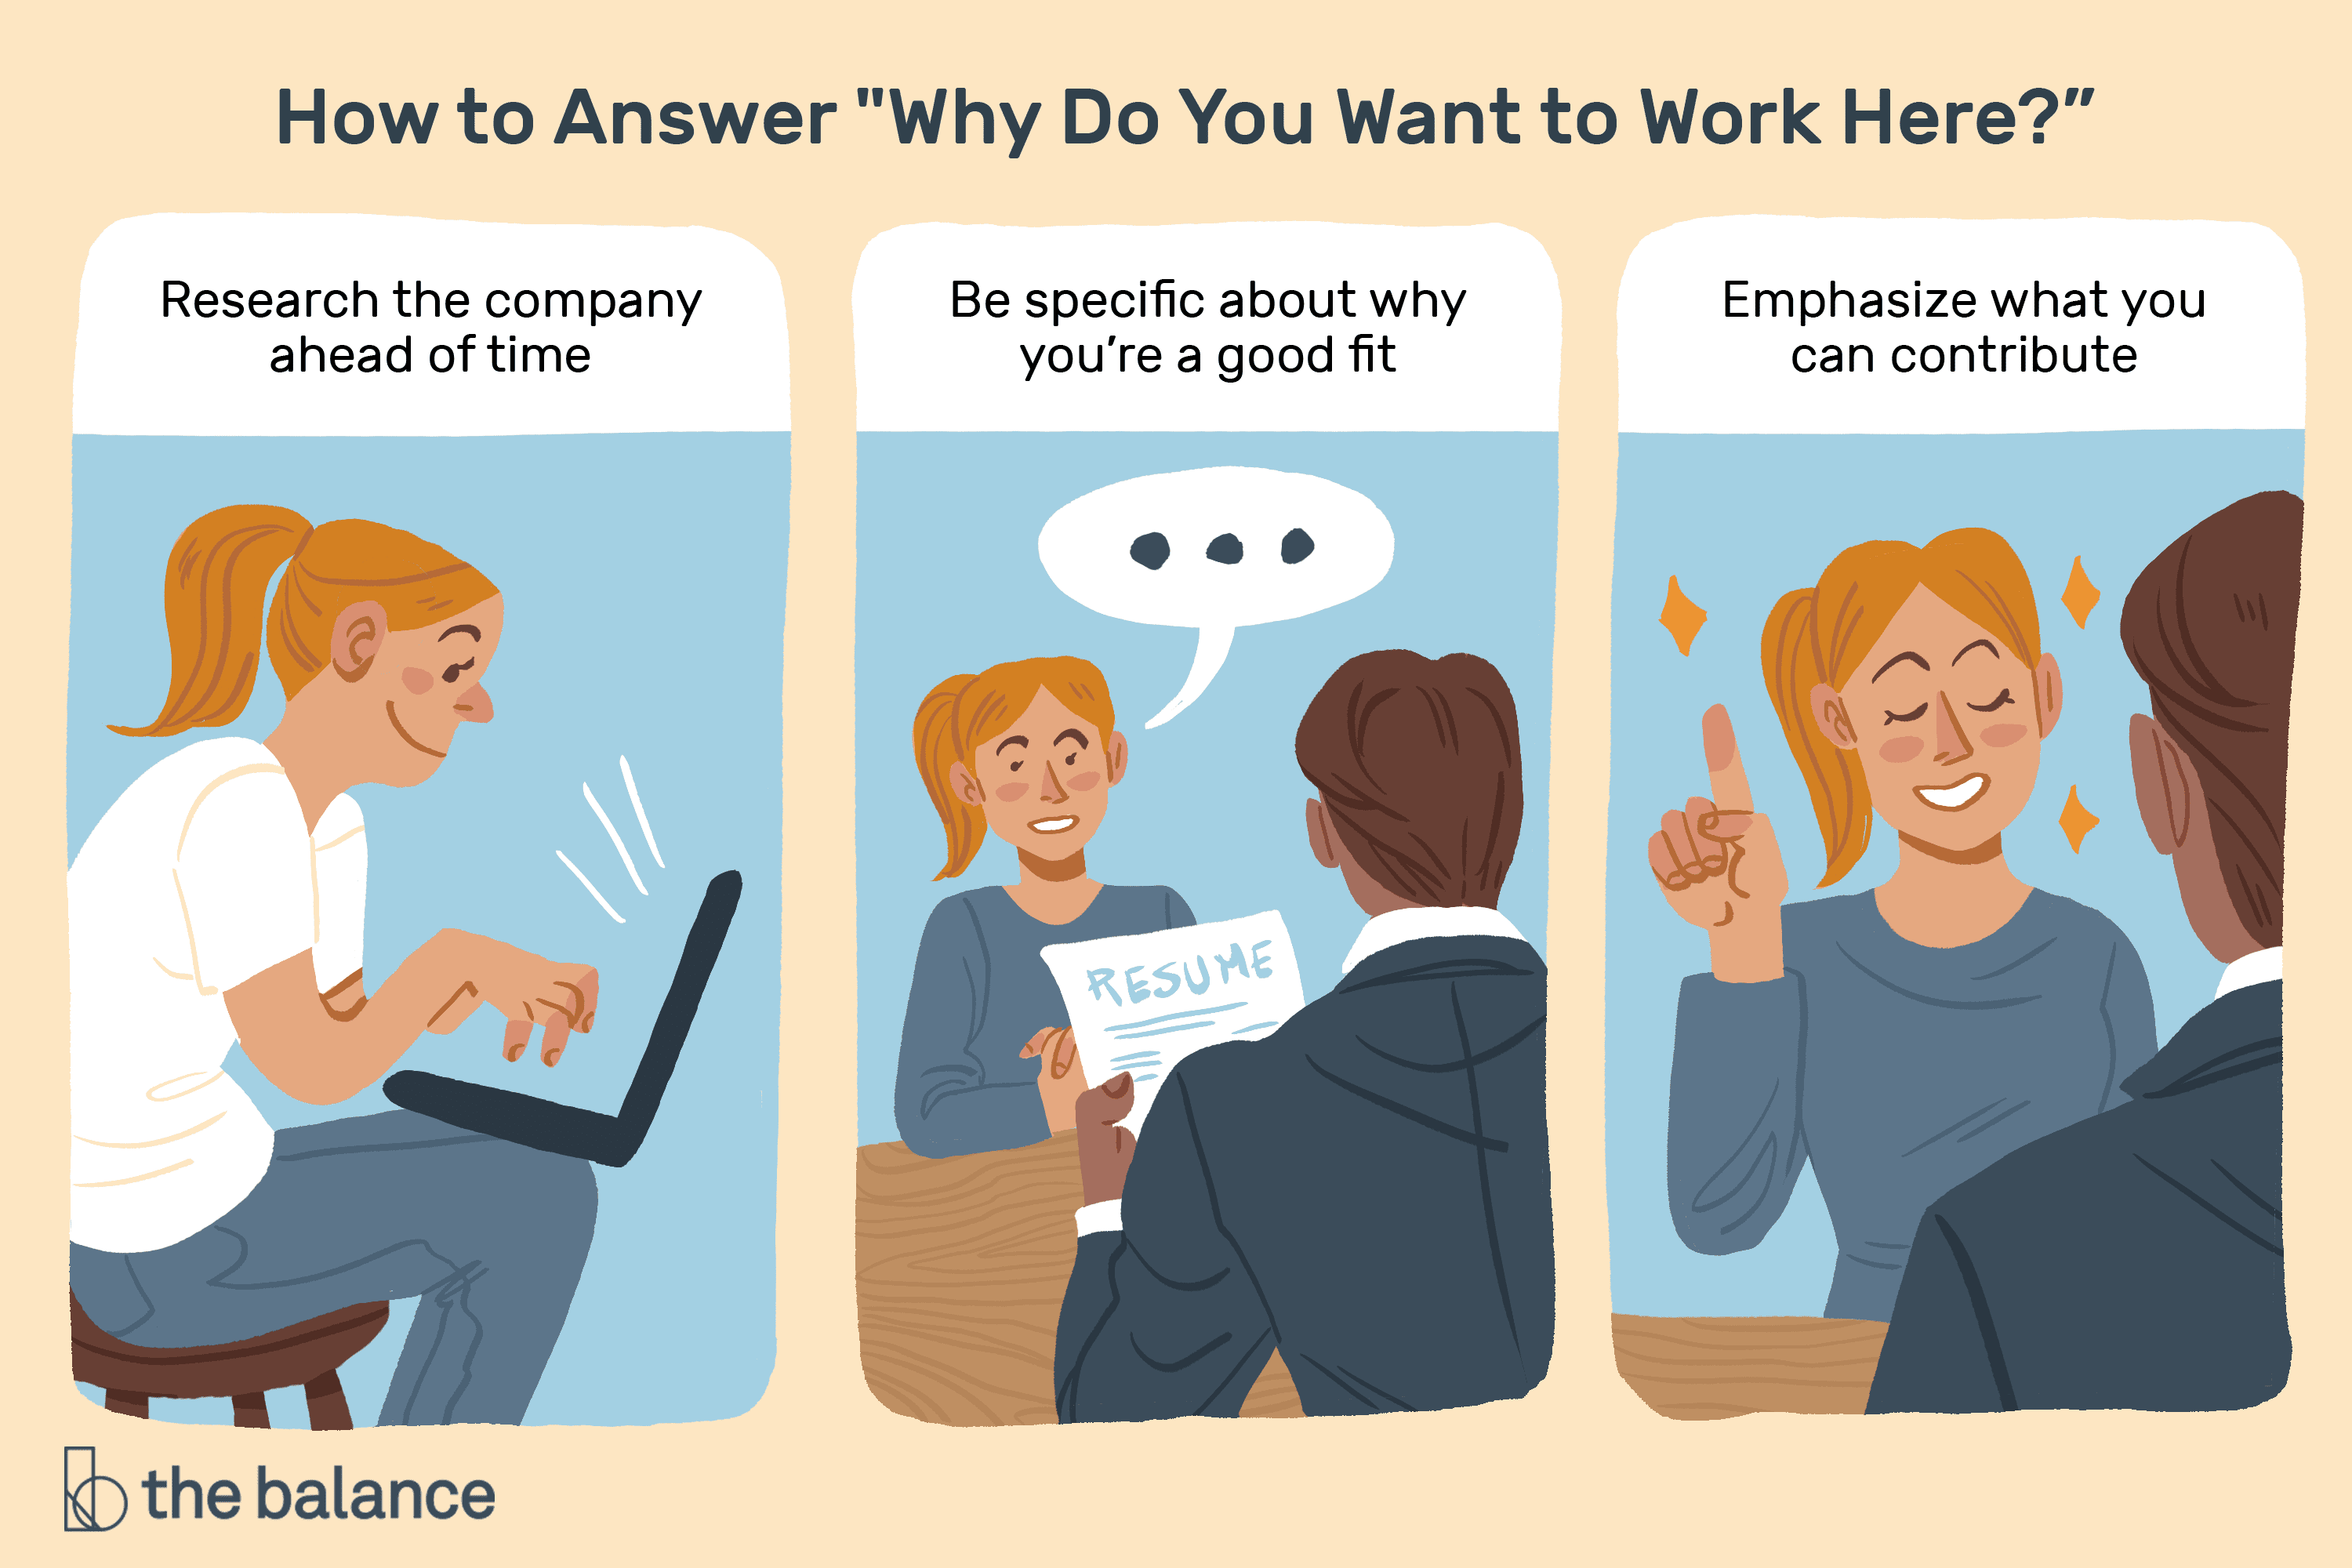 How to Answer "Why Do You Want to Work Here?”
Research the company
ahead of time
Be specific about why
you’re a good fit
Emphasize what you
can contribute
RESUME
the balance